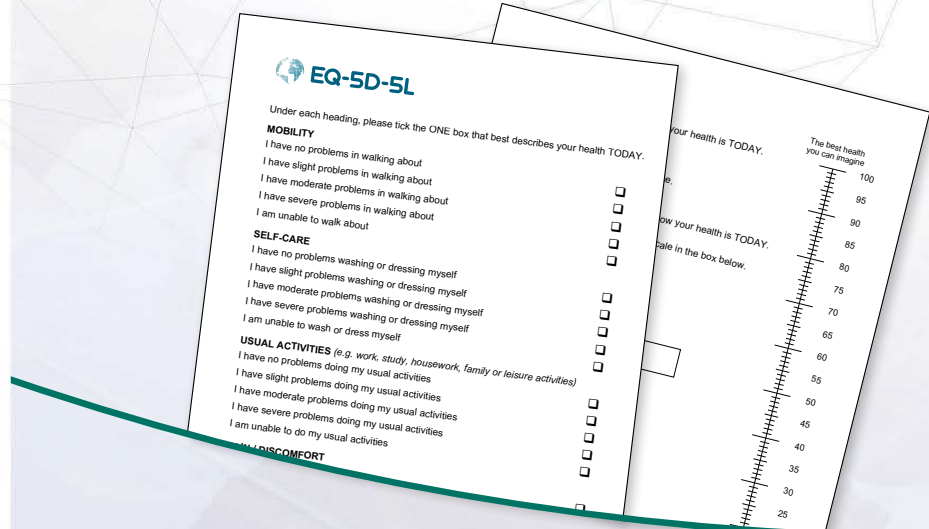 EQ-5D-5L
Under each heading, please tick the ONE box that best describes your health TODAY.
MOBILITY
I have no problems in walking about
I have slight problems in walking about
I have moderate problems in walking about
I have severe problems in walking about
I am unable to walk about
SELF-CARE
I have no problems washing or dressing myself
I have slight problems washing or dressing myself
I have moderate problems washing or dressing myself
I have severe problems washing or dressing myself
I am unable to wash or dress myself
USUAL ACTIVITIES (e.g. work, study, housework, family or leisure activities)
I have no problems doing my usual activities
I have slight problems doing my usual activities
I have moderate problems doing my usual activities
I have severe problems doing my usual activities
I am unable to do my usual activities
/ DISCOMFORT
your health is TODAY.
e.
ow your health is TODAY.
cale in the box below.
The best health
you can imagine
100
95
90
85
80
75
70
65
60
55
50
45
40
35
30
25